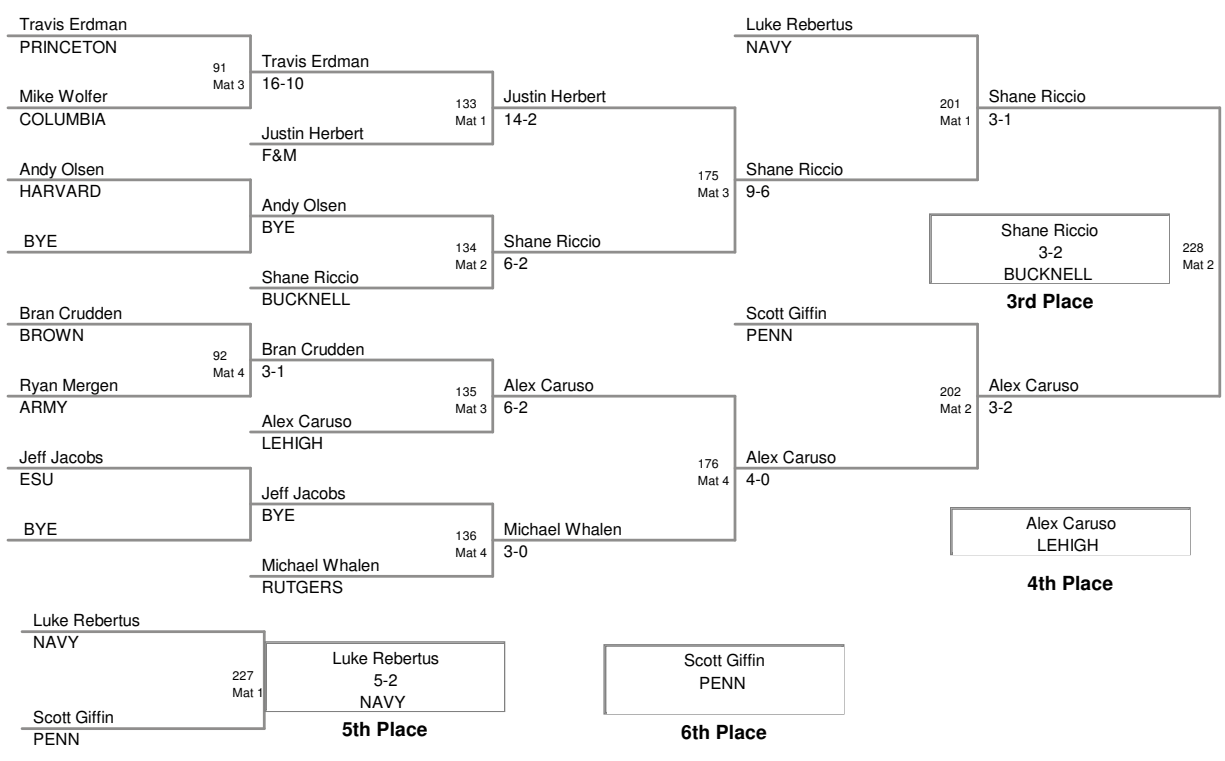 Travis Erdman
PRINCETON
91
Mat 3
Mike Wolfer
COLUMBIA
Andy Olsen
HARVARD
BYE
Bran Crudden
BROWN
92
Mat 4
Ryan Mergen
ARMY
Jeff Jacobs
ESU
BYE
Travis Erdman
16-10
133
Mat 1
Justin Herbert
F&M
Andy Olsen
BYE
134
Mat 2
Shane Riccio
BUCKNELL
Bran Crudden
3-1
135
Mat 3
Alex Caruso
LEHIGH
Jeff Jacobs
BYE
136
Mat 4
Michael Whalen
RUTGERS
Justin Herbert
14-2
175
Mat 3
Shane Riccio
6-2
Alex Caruso
6-2
176
Mat 4
Michael Whalen
3-0
Luke Rebertus
NAVY
201
Mat 1
Shane Riccio
9-6
Scott Giffin
PENN
202
Mat 2
Alex Caruso
4-0
Shane Riccio
3-1
228
Mat 2
Alex Caruso
3-2
Shane Riccio
3-2
BUCKNELL
3rd Place
Alex Caruso
LEHIGH
4th Place
Luke Rebertus
NAVY
227
Mat 1
Scott Giffin
PENN
Luke Rebertus
5-2
NAVY
5th Place
Scott Giffin
PENN
6th Place